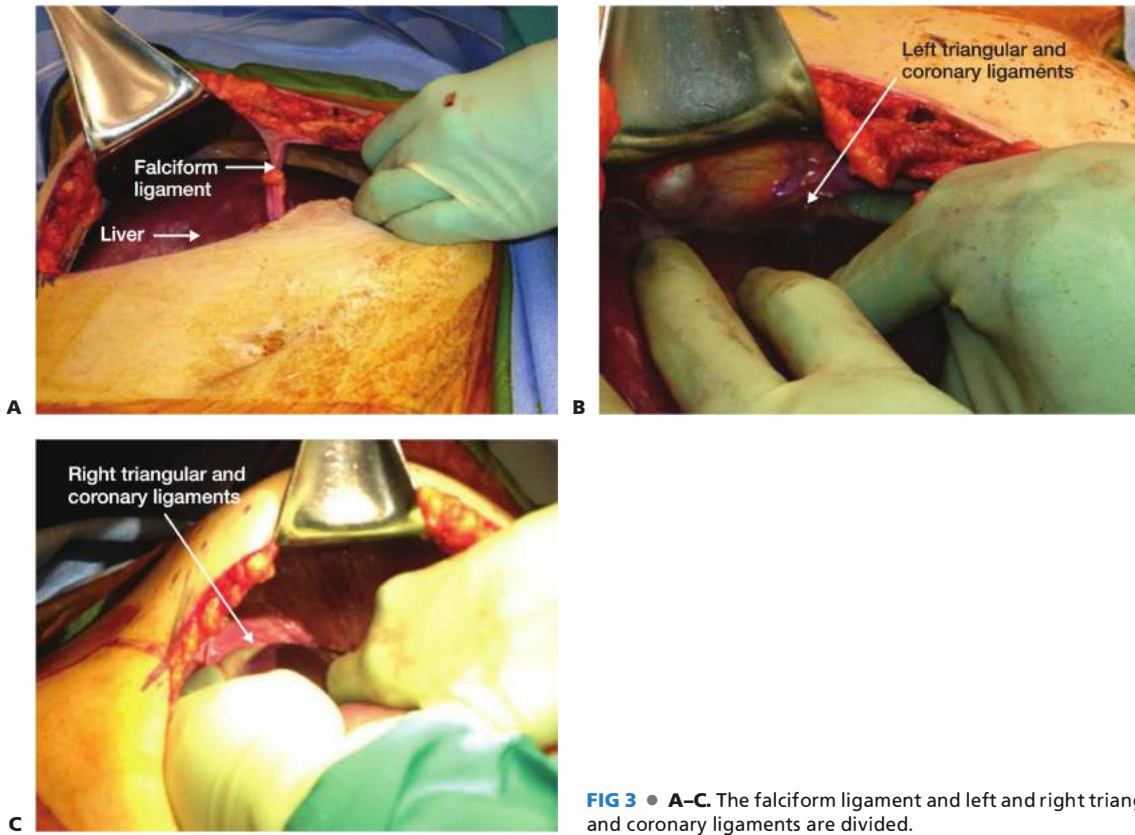 Falciform
ligament
Liver
A
Left triangular and
coronary ligaments
B
Right triangular and
coronary ligaments
C
FIG 3 ● A–C. The falciform ligament and left and right triang
and coronary ligaments are divided.